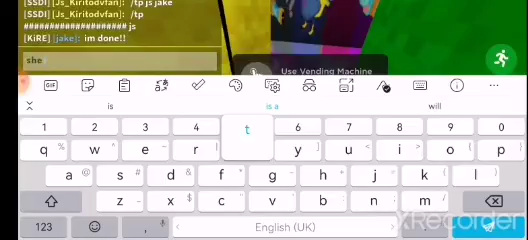 [SSDI] [Js_Kiritodvfan]: /tp js jake
[SSDI] [Js_Kiritodvfan]: /tp
#################### js
[KiRE] [jake]: im done!!
she
Use Vending Machine
GIF
is is a will
1 2 3 4 t 6 7 8 9 0
q % w ^ e ~ r | y ] u < i > o { p }
a @ s # d & f * g - h + j = k ( l )
z _ x $ c " v ' b : n ; m /
123 , English (UK) .
XRecorder